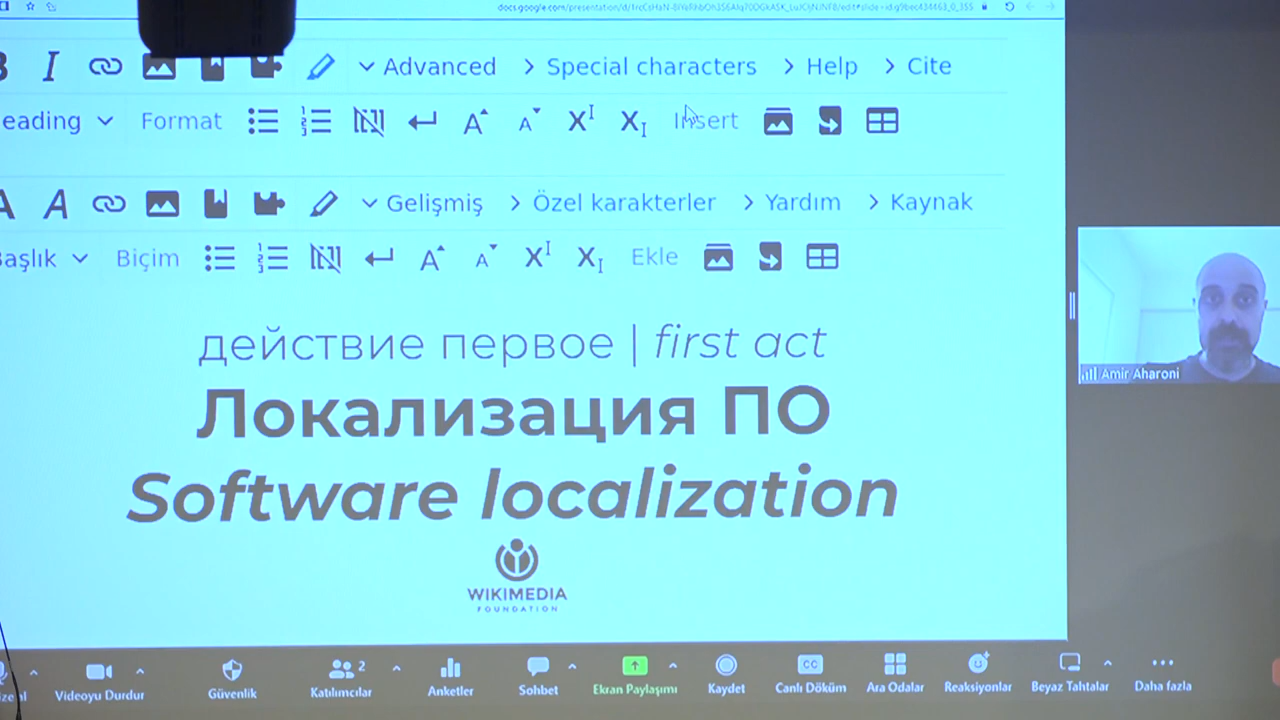 Advanced Special characters Help Cite
Format Insert
Gelişmiş Özel karakterler Yardım Kaynak
Başlık Biçim Ekle
действие первое | first act
Локализация ПО
Software localization
WIKIMEDIA
FOUNDATION
Amir Aharoni
2
CC
Videoyu Durdur Güvenlik Katılımcılar Anketler Sohbet Ekran Paylaşımı Kaydet Canlı Döküm Ara Odalar Reaksiyonlar Beyaz Tahtalar Daha fazla